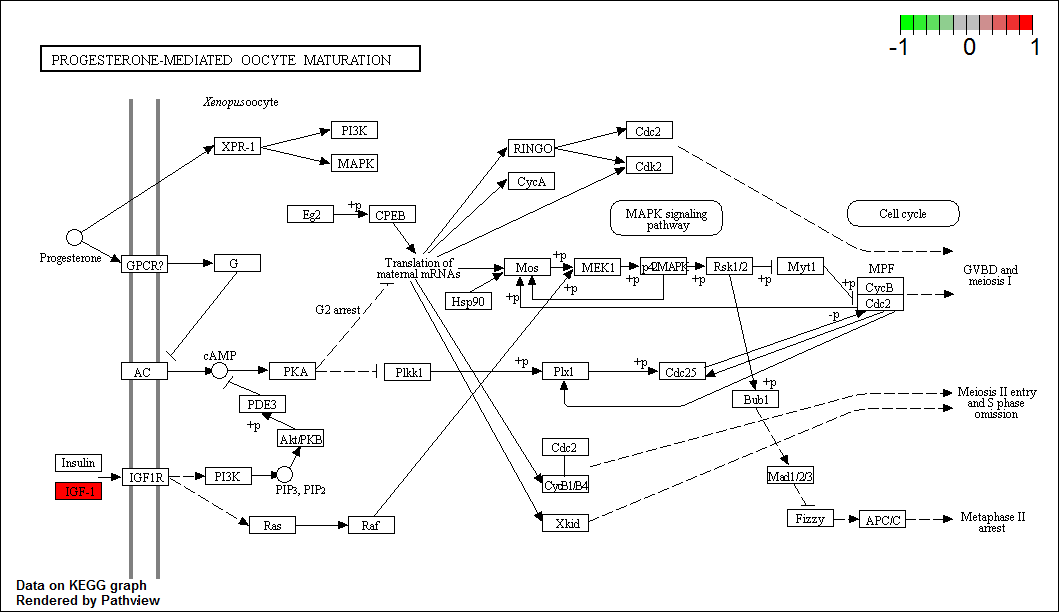 -1 0 1
PROGESTERONE-MEDIATED OOCYTE MATURATION
Xenopus oocyte
XPR-1
PI3K
MAPK
RINGO
CycA
Cdc2
Cdk2
Eg2
+p
CPEB
MAPK signaling
pathway
Cell cycle
Progesterone
GPCR?
G
Translation of
maternal mRNAs
Mos
+p
MEK1
p42MAPK
Rsk1/2
Myt1
MPF
CycB
Cdc2
GVBD and
meiosis I
Hsp90
+p
+p
+p
+p
+p
-p
G2 arrest
AC
cAMP
PKA
Plkk1
+p
Plx1
+p
Cdc25
PDE3
+p
Akt/PKB
+p
Bub1
Meiosis II entry
and S phase
omission
Insulin
IGF-1
IGF1R
PI3K
PIP3, PIP2
Cdc2
CycB1/B4
Mad1/2/3
Ras
Raf
Xkid
Fizzy
APC/C
Metaphase II
arrest
Data on KEGG graph
Rendered by Pathview